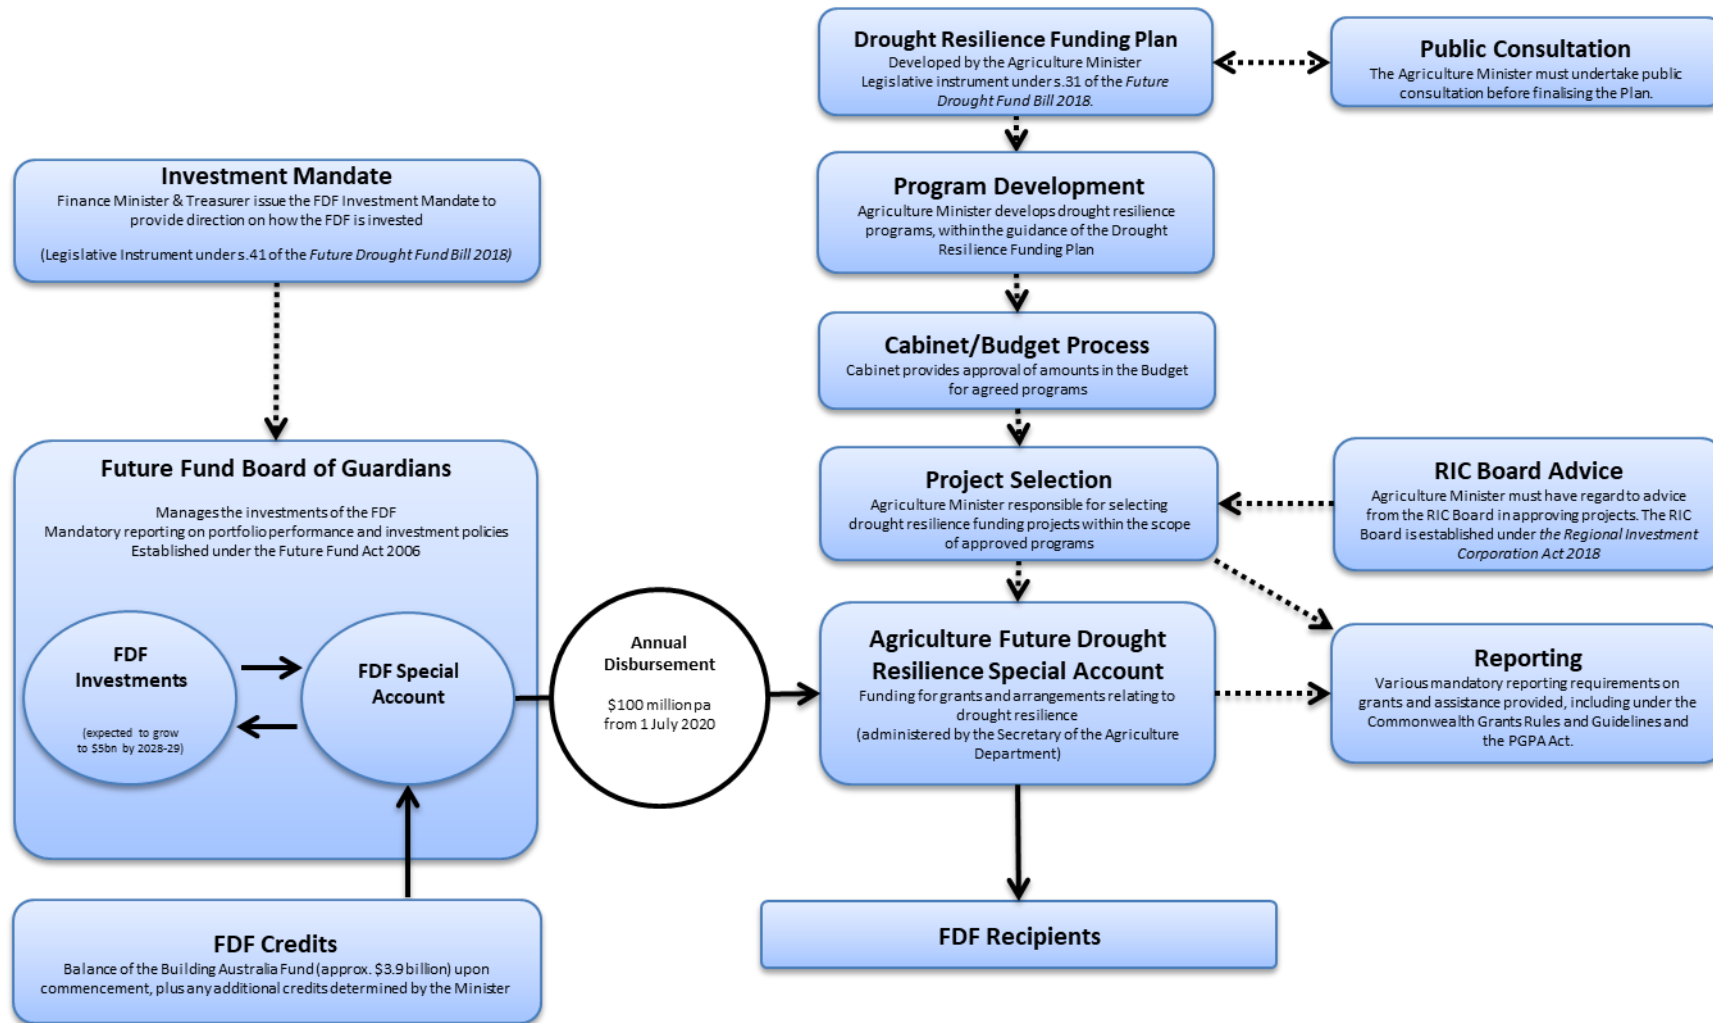 Drought Resilience Funding Plan
Developed by the Agriculture Minister
Legislative instrument under s.31 of the Future
Drought Fund Bill 2018.
Public Consultation
The Agriculture Minister must undertake public
consultation before finalising the Plan.
Investment Mandate
Finance Minister & Treasurer issue the FDF Investment Mandate to
provide direction on how the FDF is invested
(Legislative Instrument under s.41 of the Future Drought Fund Bill 2018)
Program Development
Agriculture Minister develops drought resilience
programs, within the guidance of the Drought
Resilience Funding Plan
Cabinet/Budget Process
Cabinet provides approval of amounts in the Budget
for agreed programs
Future Fund Board of Guardians
Manages the investments of the FDF
Mandatory reporting on portfolio performance and investment policies
Established under the Future Fund Act 2006
Project Selection
Agriculture Minister responsible for selecting
drought resilience funding projects within the scope
of approved programs
RIC Board Advice
Agriculture Minister must have regard to advice
from the RIC Board in approving projects. The RIC
Board is established under the Regional Investment
Corporation Act 2018
FDF
Investments
(expected to grow
to $5bn by 2028-29)
FDF Special
Account
Annual
Disbursement
$100 million pa
from 1 July 2020
Agriculture Future Drought
Resilience Special Account
Funding for grants and arrangements relating to
drought resilience
(administered by the Secretary of the Agriculture
Department)
Reporting
Various mandatory reporting requirements on
grants and assistance provided, including under the
Commonwealth Grants Rules and Guidelines and
the PGPA Act.
FDF Credits
Balance of the Building Australia Fund (approx. $3.9 billion) upon
commencement, plus any additional credits determined by the Minister
FDF Recipients